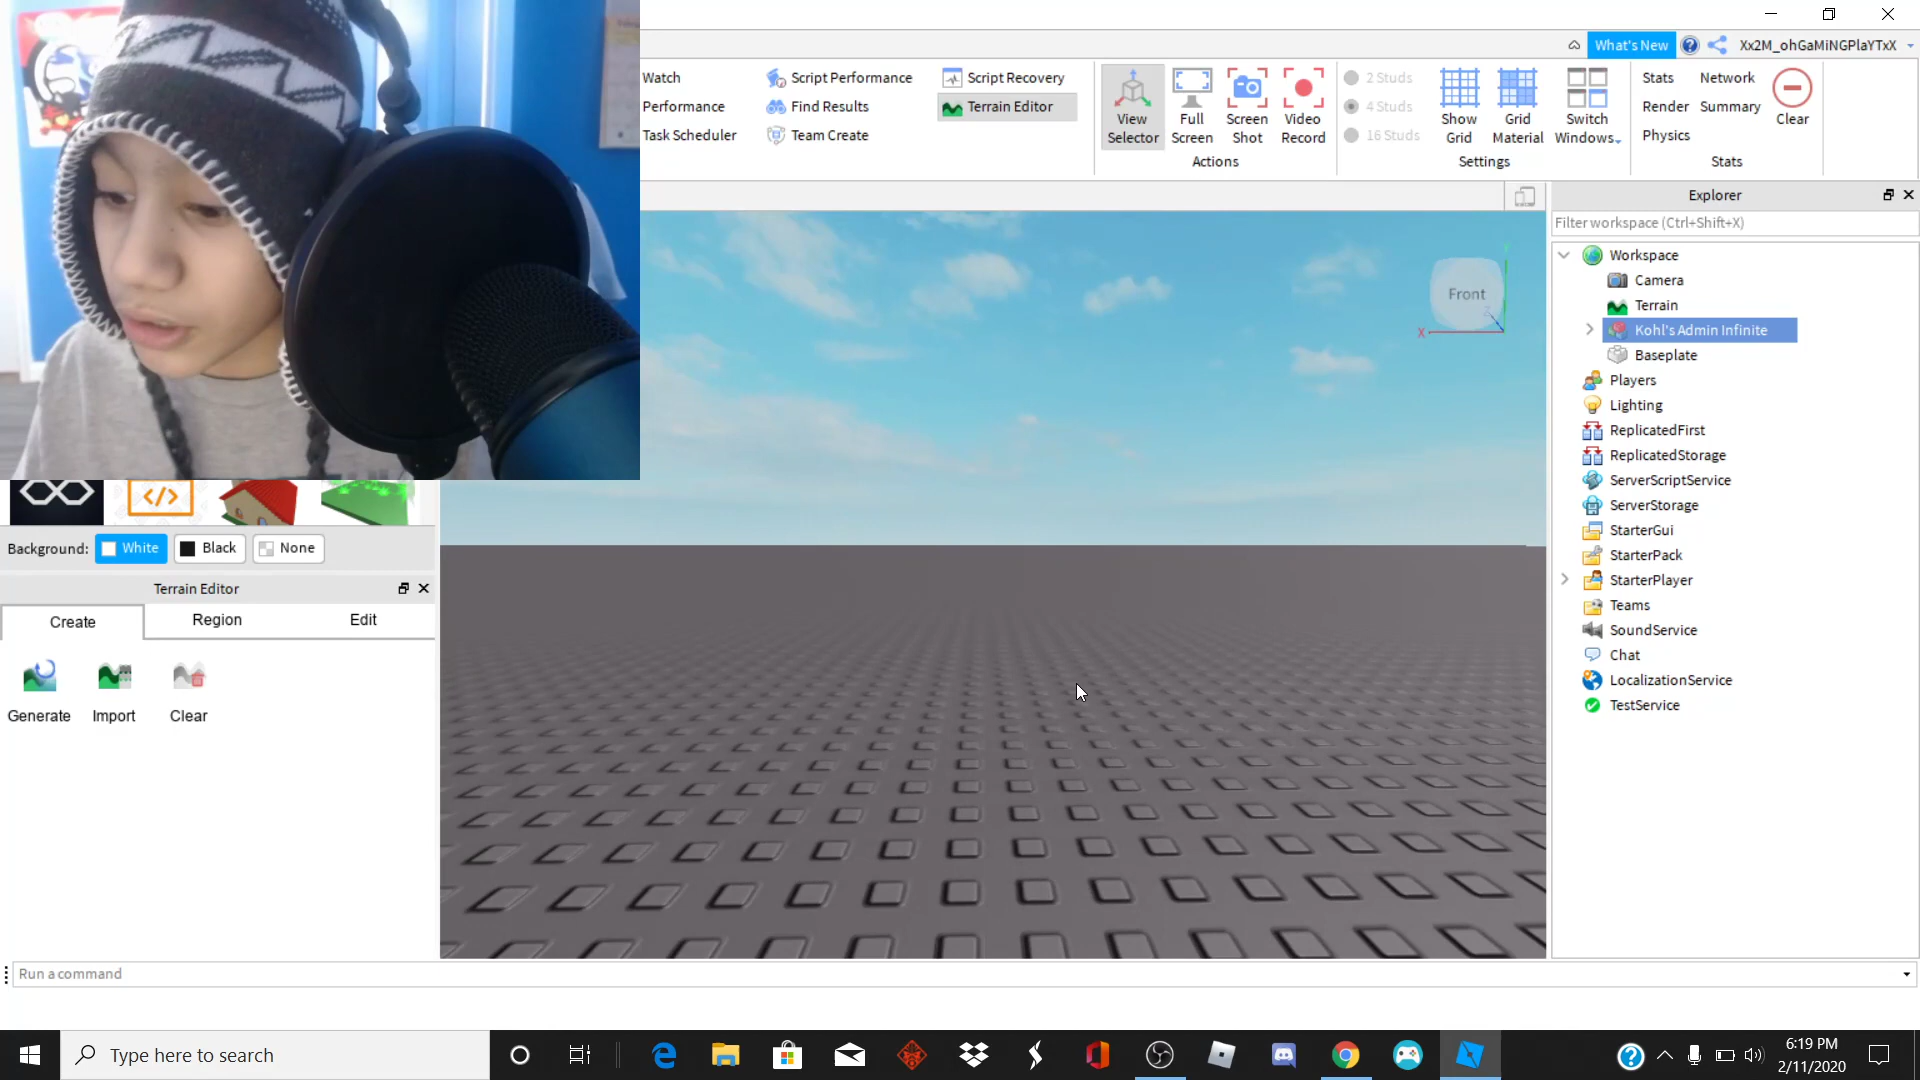 What's New
Xx2M_ohGaMiNGPlaYTxX
Watch
Script Performance
Script Recovery
Performance
Find Results
Terrain Editor
Task Scheduler
Team Create
View
Selector
Full
Screen
Screen
Shot
Video
Record
Actions
2 Studs
4 Studs
16 Studs
Show
Grid
Grid
Material
Switch
Windows
Settings
Stats
Network
Render
Summary
Physics
Clear
Stats
Explorer
Filter workspace (Ctrl+Shift+X)
Workspace
Camera
Terrain
Kohl's Admin Infinite
Baseplate
Players
Lighting
ReplicatedFirst
ReplicatedStorage
ServerScriptService
ServerStorage
StarterGui
StarterPack
StarterPlayer
Teams
SoundService
Chat
LocalizationService
TestService
Front
X
Background: White Black None
Terrain Editor
Create Region Edit
Generate Import Clear
Run a command
Type here to search
6:19 PM
2/11/2020